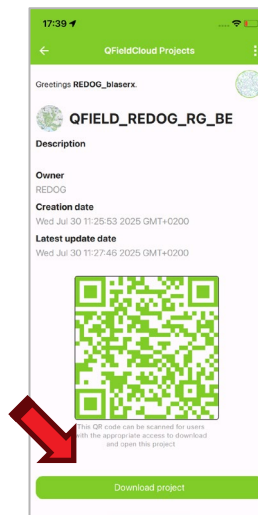 17:39
QFieldCloud Projects
Greetings REDOG_blaserx.
QFIELD_REDOG_RG_BE
Description
Owner
REDOG
Creation date
Wed Jul 30 11:25:53 2025 GMT+0200
Latest update date
Wed Jul 30 11:27:46 2025 GMT+0200
This QR code can be scanned for users
with the appropriate access to download
and open this project
Download project